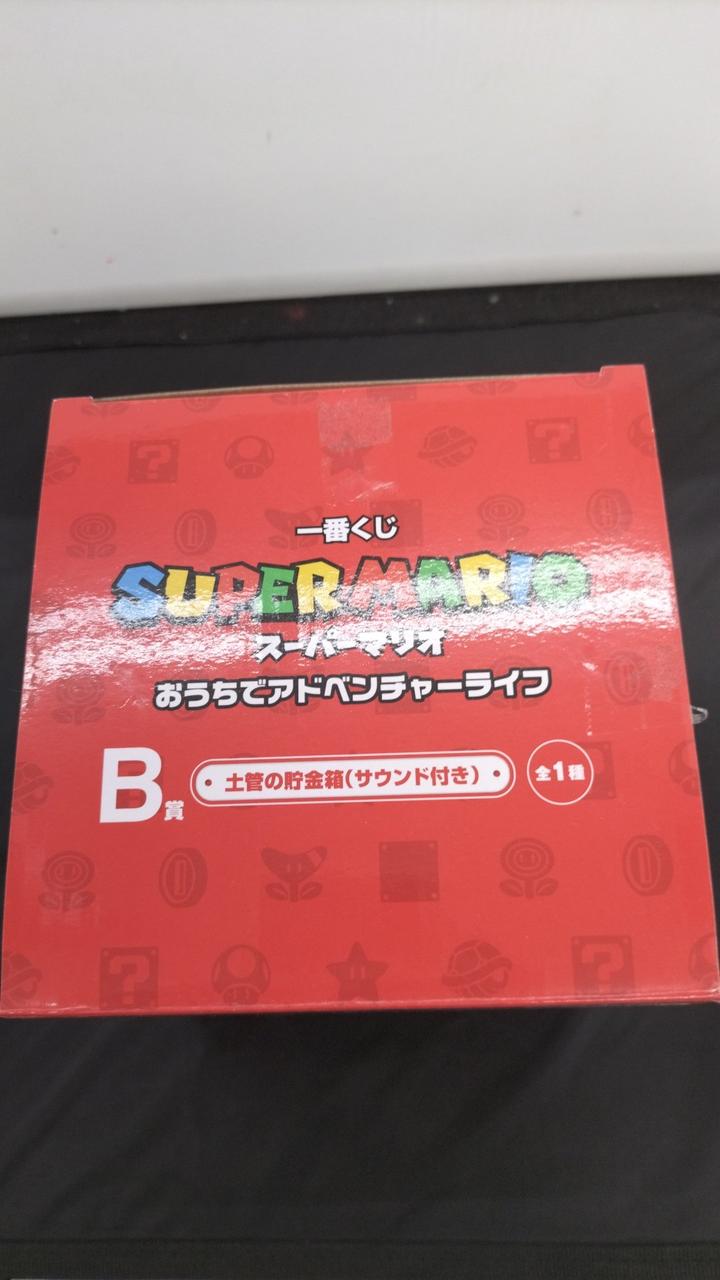 一番くじ
SUPER MARIO
スーパーマリオ
おうちでアドベンチャーライフ
B賞 土管の貯金箱(サウンド付き) 全1種